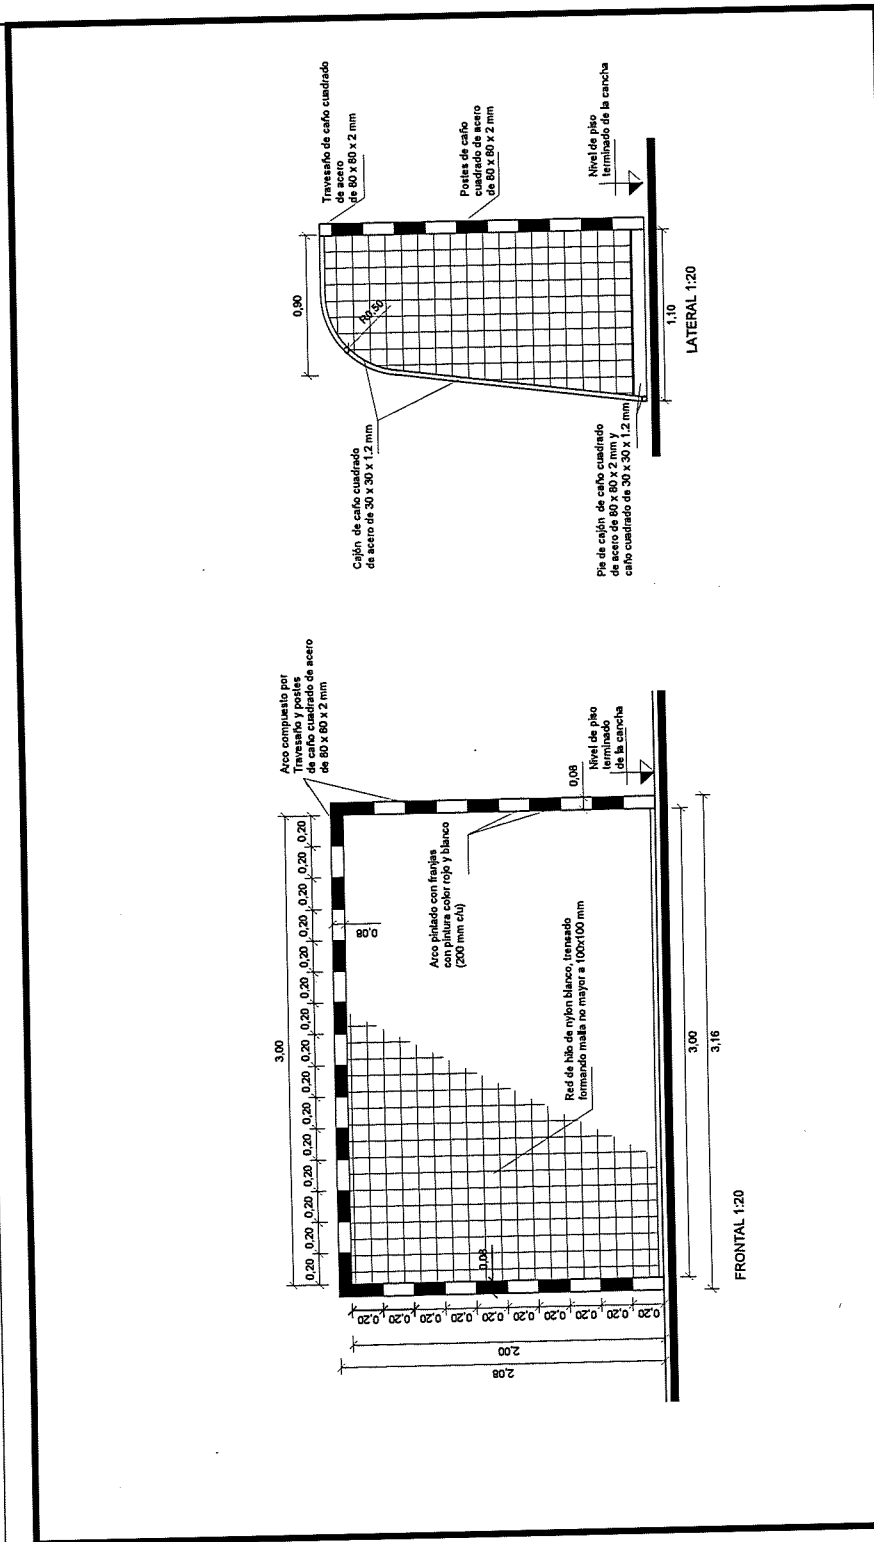 Travesaño de caño cuadrado
de acero
de 80 x 80 x 2 mm
Postes de caño
cuadrado de acero
de 80 x 80 x 2 mm
Nivel de piso
terminado de la cancha
0,90
R0,50
1,10
LATERAL 1:20
Cajón de caño cuadrado
de acero de 30 x 30 x 1.2 mm
Pie de cajón de caño cuadrado
de acero de 80 x 80 x 2 mm y
caño cuadrado de 30 x 30 x 1.2 mm
Arco compuesto por
Travesaño y postes
de caño cuadrado de acero
de 80 x 80 x 2 mm
Nivel de piso
terminado
de la cancha
0,08
3,00
0,20 0,20 0,20 0,20 0,20 0,20 0,20 0,20 0,20 0,20 0,20 0,20 0,20 0,20 0,20
0,08
Arco pintado con franjas
con pintura color rojo y blanco
(200 mm c/u)
Red de hilo de nylon blanco, trensado
formando malla no mayor a 100x100 mm
0,08
0,20 0,20 0,20 0,20 0,20 0,20 0,20 0,20 0,20 0,20
2,00
2,08
3,00
3,16
FRONTAL 1:20